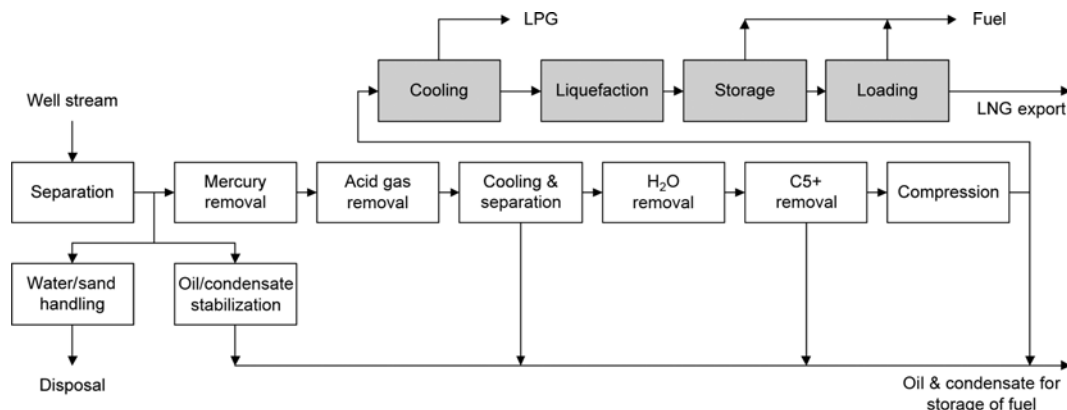 LPG
Fuel
Cooling
Liquefaction
Storage
Loading
Well stream
LNG export
Separation
Mercury
removal
Acid gas
removal
Cooling &
separation
H₂O
removal
C5+
removal
Compression
Water/sand
handling
Oil/condensate
stabilization
Disposal
Oil & condensate for
storage of fuel